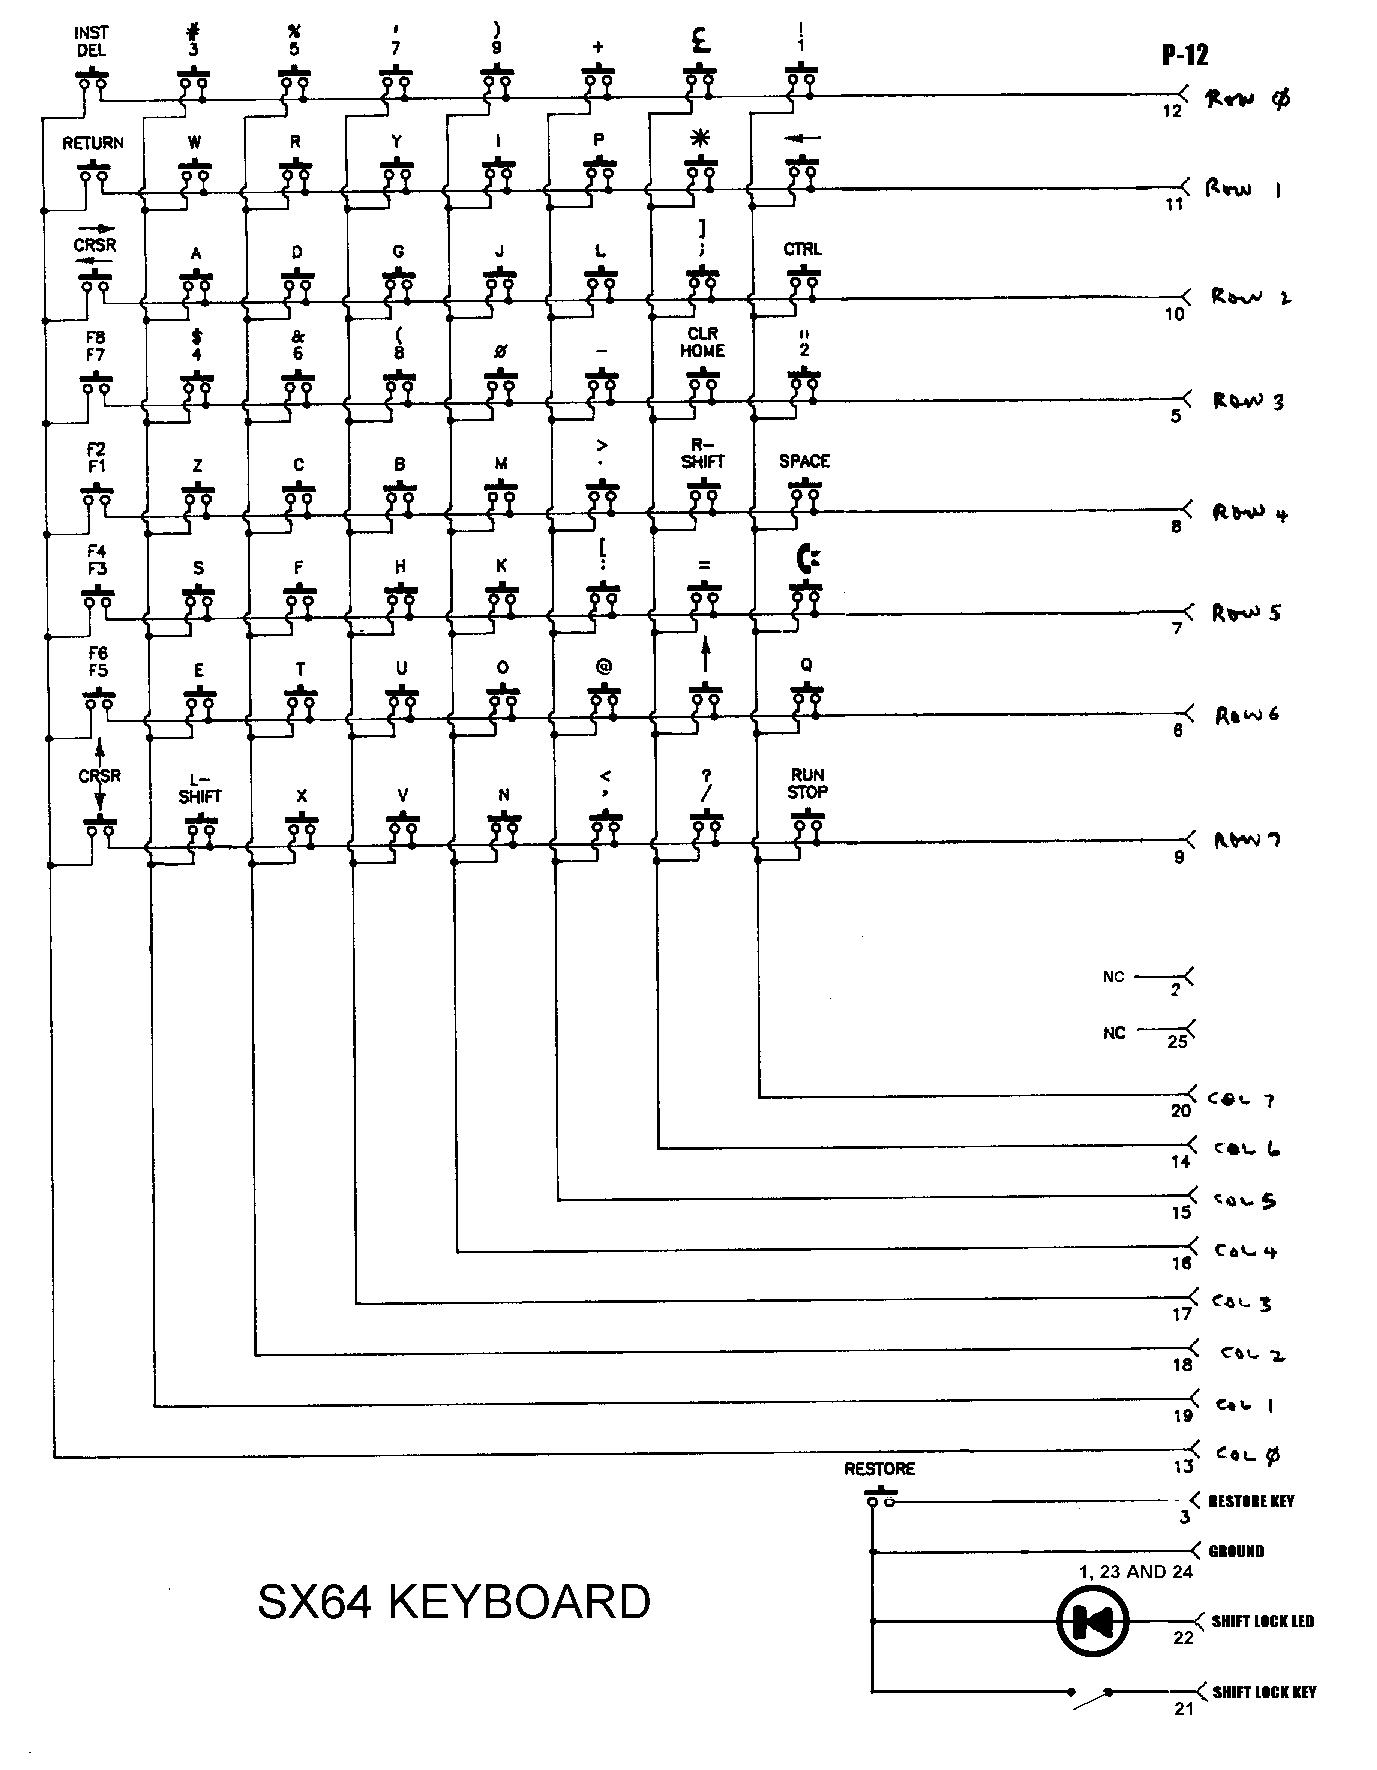 INST # % ' ) + £ !
DEL 3 5 7 9 1
P-12
12 ROW Ø
RETURN W R Y I P * ←
11 ROW 1
→ ]
CRSR A D G J L ; CTRL
←
10 ROW 2
F8 $ & ( CLR "
F7 4 6 8 Ø - HOME 2
5 ROW 3
F2 > R-
F1 Z C B M . SHIFT SPACE
8 ROW 4
F4 [ C=
F3 S F H K : =
7 ROW 5
F6 ↑
F5 E T U O @ Q
6 ROW 6
↑
CRSR L- < ? RUN
↓ SHIFT X V N , / STOP
9 ROW 7
NC 2
NC 25
20 COL 7
14 COL 6
15 COL 5
16 COL 4
17 COL 3
18 COL 2
19 COL 1
13 COL Ø
RESTORE
3 RESTORE KEY
GROUND
1, 23 AND 24
SX64 KEYBOARD
22 SHIFT LOCK LED
21 SHIFT LOCK KEY